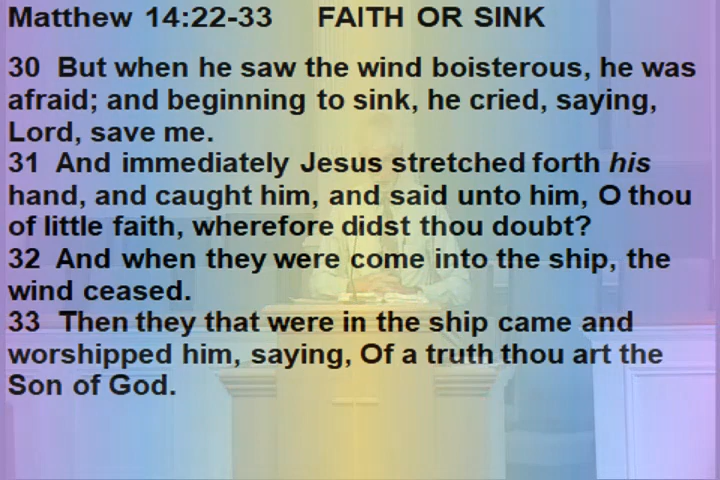 Matthew 14:22-33 FAITH OR SINK
30 But when he saw the wind boisterous, he was
afraid; and beginning to sink, he cried, saying,
Lord, save me.
31 And immediately Jesus stretched forth his
hand, and caught him, and said unto him, O thou
of little faith, wherefore didst thou doubt?
32 And when they were come into the ship, the
wind ceased.
33 Then they that were in the ship came and
worshipped him, saying, Of a truth thou art the
Son of God.